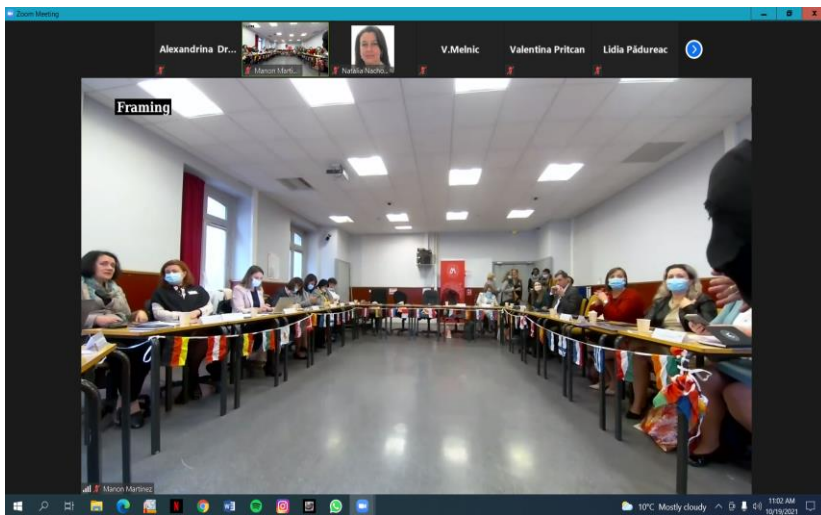 Zoom Meeting
Alexandrina Dr...
Manon Marti...
Natalia Nacho...
V.Melnic
Valentina Pritcan
Lidia Pădureac
Framing
Manon Martinez
10°C Mostly cloudy
11:02 AM
10/19/2021